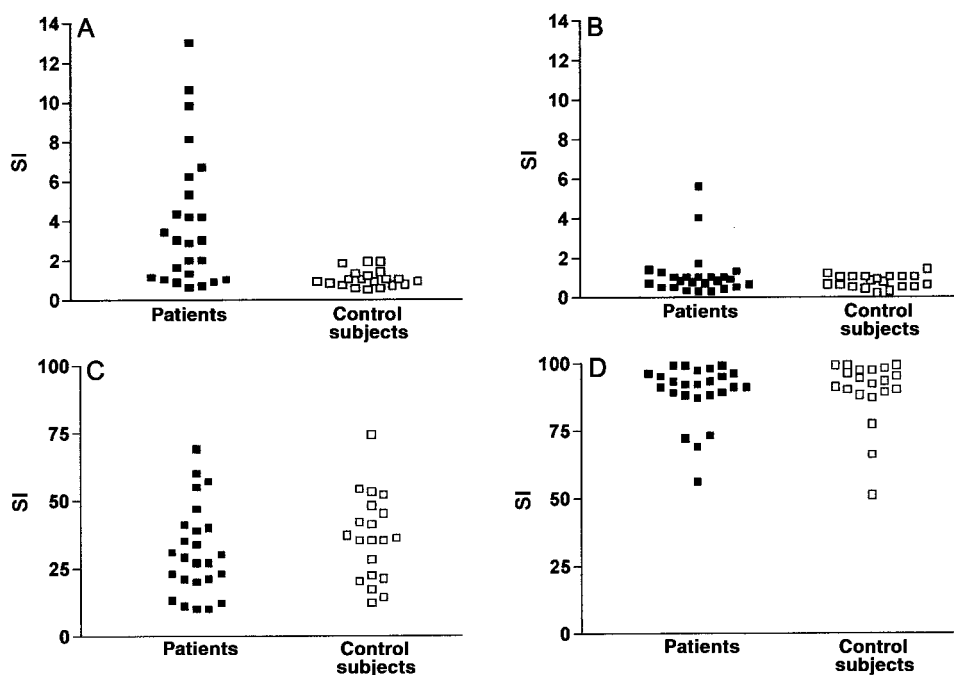 A
14
12
10
8
6
4
2
0
SI
Patients
Control
subjects
B
14
12
10
8
6
4
2
0
SI
Patients
Control
subjects
C
100
75
50
25
0
SI
Patients
Control
subjects
D
100
75
50
25
0
SI
Patients
Control
subjects